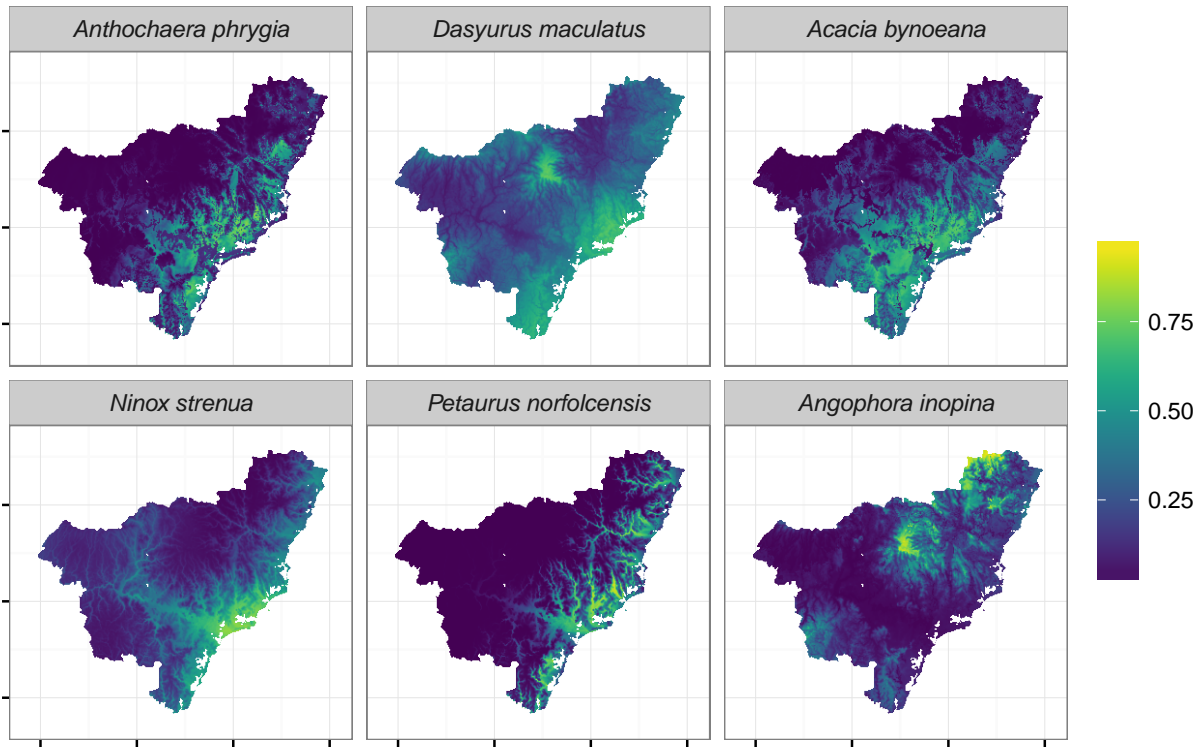 Anthochaera phrygia
Dasyurus maculatus
Acacia bynoeana
Ninox strenua
Petaurus norfolcensis
Angophora inopina
0.75
0.50
0.25